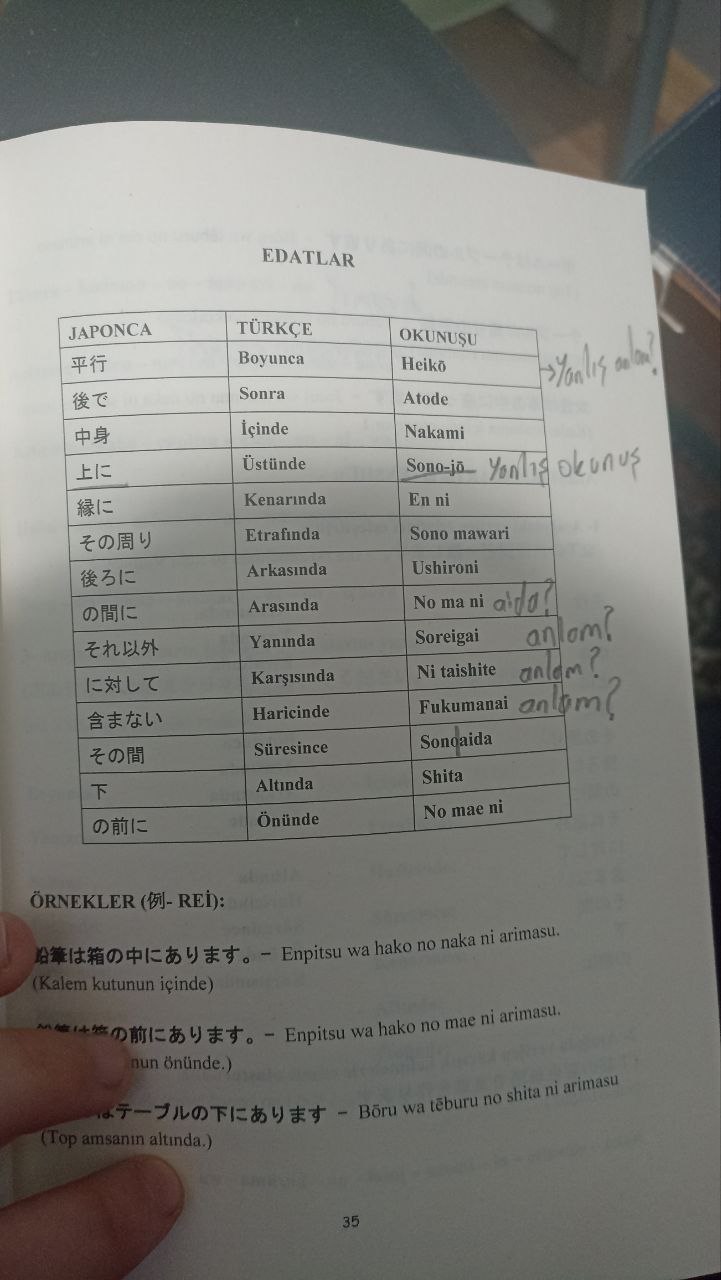 EDATLAR
JAPONCA TÜRKÇE OKUNUŞU
平行 Boyunca Heikō →Yanlış anlam?
後で Sonra Atode
中身 İçinde Nakami
上に Üstünde Sono-jō Yanlış okunuş
縁に Kenarında En ni
その周り Etrafında Sono mawari
後ろに Arkasında Ushironi
の間に Arasında No ma ni aida?
それ以外 Yanında Soreigai anlam?
に対して Karşısında Ni taishite anlam?
含まない Haricinde Fukumanai anlam?
その間 Süresince Sonoaida
下 Altında Shita
の前に Önünde No mae ni
ÖRNEKLER (例- REİ):
鉛筆は箱の中にあります。– Enpitsu wa hako no naka ni arimasu.
(Kalem kutunun içinde)
鉛筆は箱の前にあります。– Enpitsu wa hako no mae ni arimasu.
nun önünde.)
はテーブルの下にあります – Bōru wa tēburu no shita ni arimasu
(Top amsanın altında.)
35